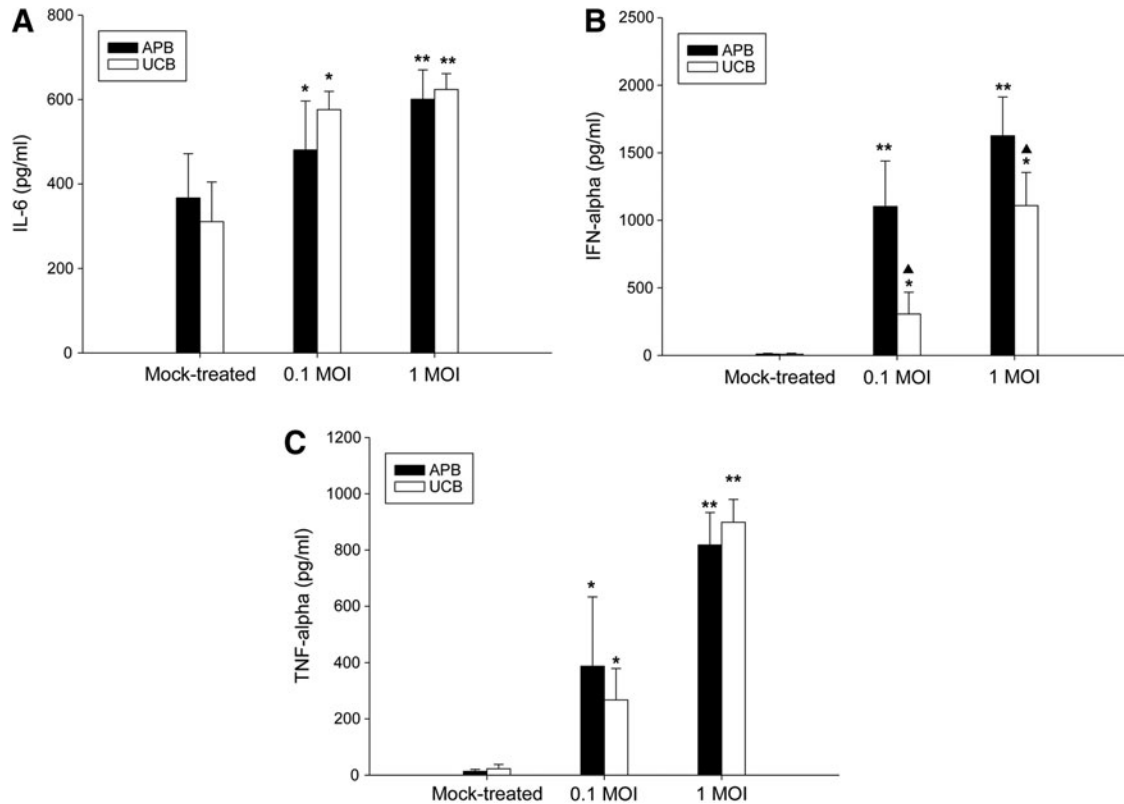 A
800
600
400
200
0
IL-6 (pg/ml)
APB
UCB
* *
** **
Mock-treated 0.1 MOI 1 MOI
B
2500
2000
1500
1000
500
0
IFN-alpha (pg/ml)
APB
UCB
**
▲
*
**
▲
*
Mock-treated 0.1 MOI 1 MOI
C
1200
1000
800
600
400
200
0
TNF-alpha (pg/ml)
APB
UCB
*
*
**
**
Mock-treated 0.1 MOI 1 MOI